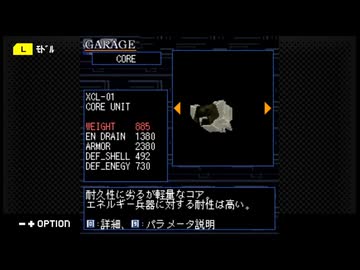 L ﾓﾄﾞﾙ
GARAGE
CORE
XCL-01
CORE UNIT
WEIGHT 885
EN DRAIN 1380
ARMOR 2380
DEF_SHELL 492
DEF_ENEGY 730
耐久性に劣るが軽量なコア。
エネルギー兵器に対する耐性は高い。
:詳細、 :パラメータ説明
-+ OPTION